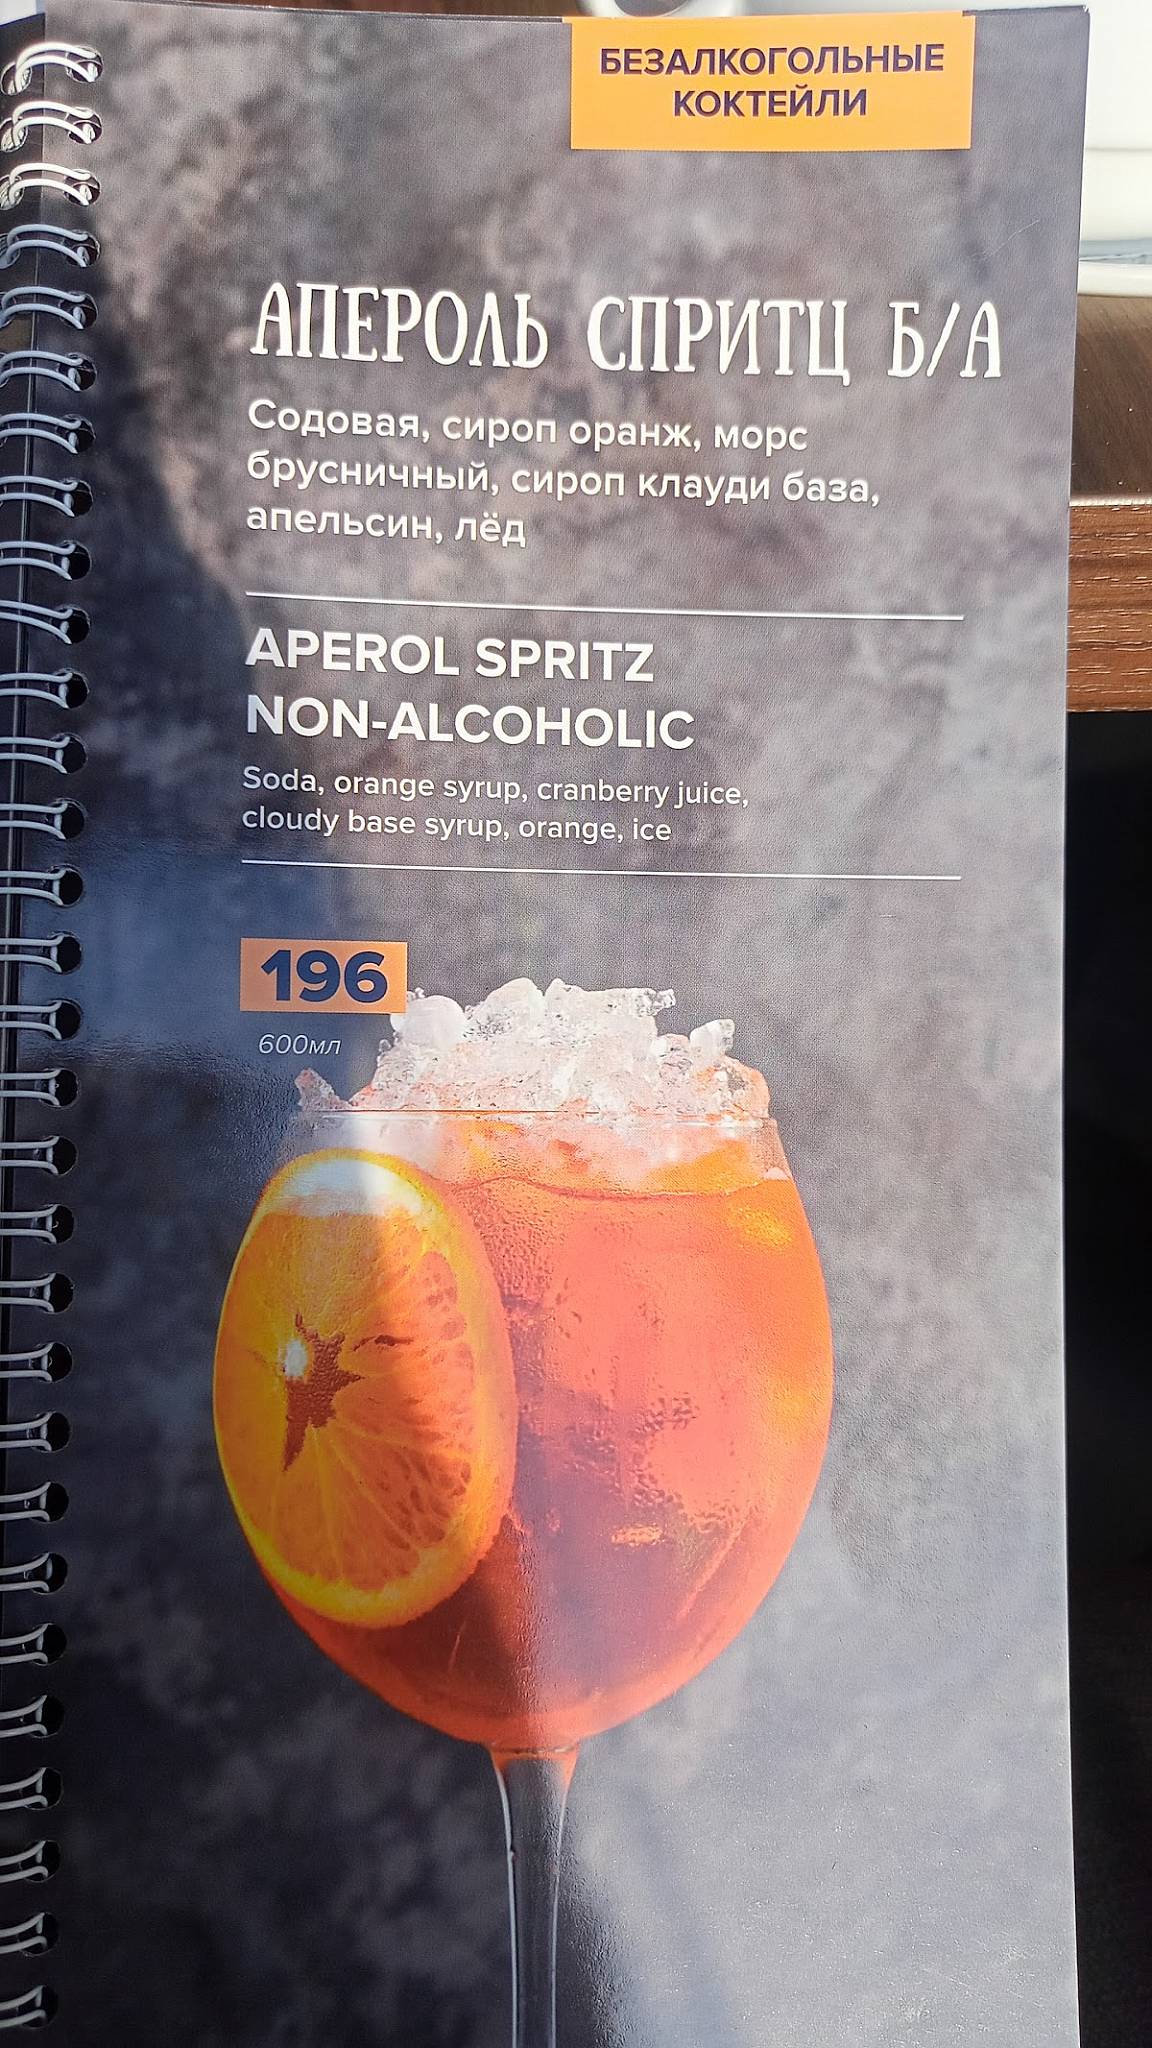 БЕЗАЛКОГОЛЬНЫЕ
КОКТЕЙЛИ
АПЕРОЛЬ СПРИТЦ Б/А
Содовая, сироп оранж, морс
брусничный, сироп клауди база,
апельсин, лёд
APEROL SPRITZ
NON-ALCOHOLIC
Soda, orange syrup, cranberry juice,
cloudy base syrup, orange, ice
196
600мл